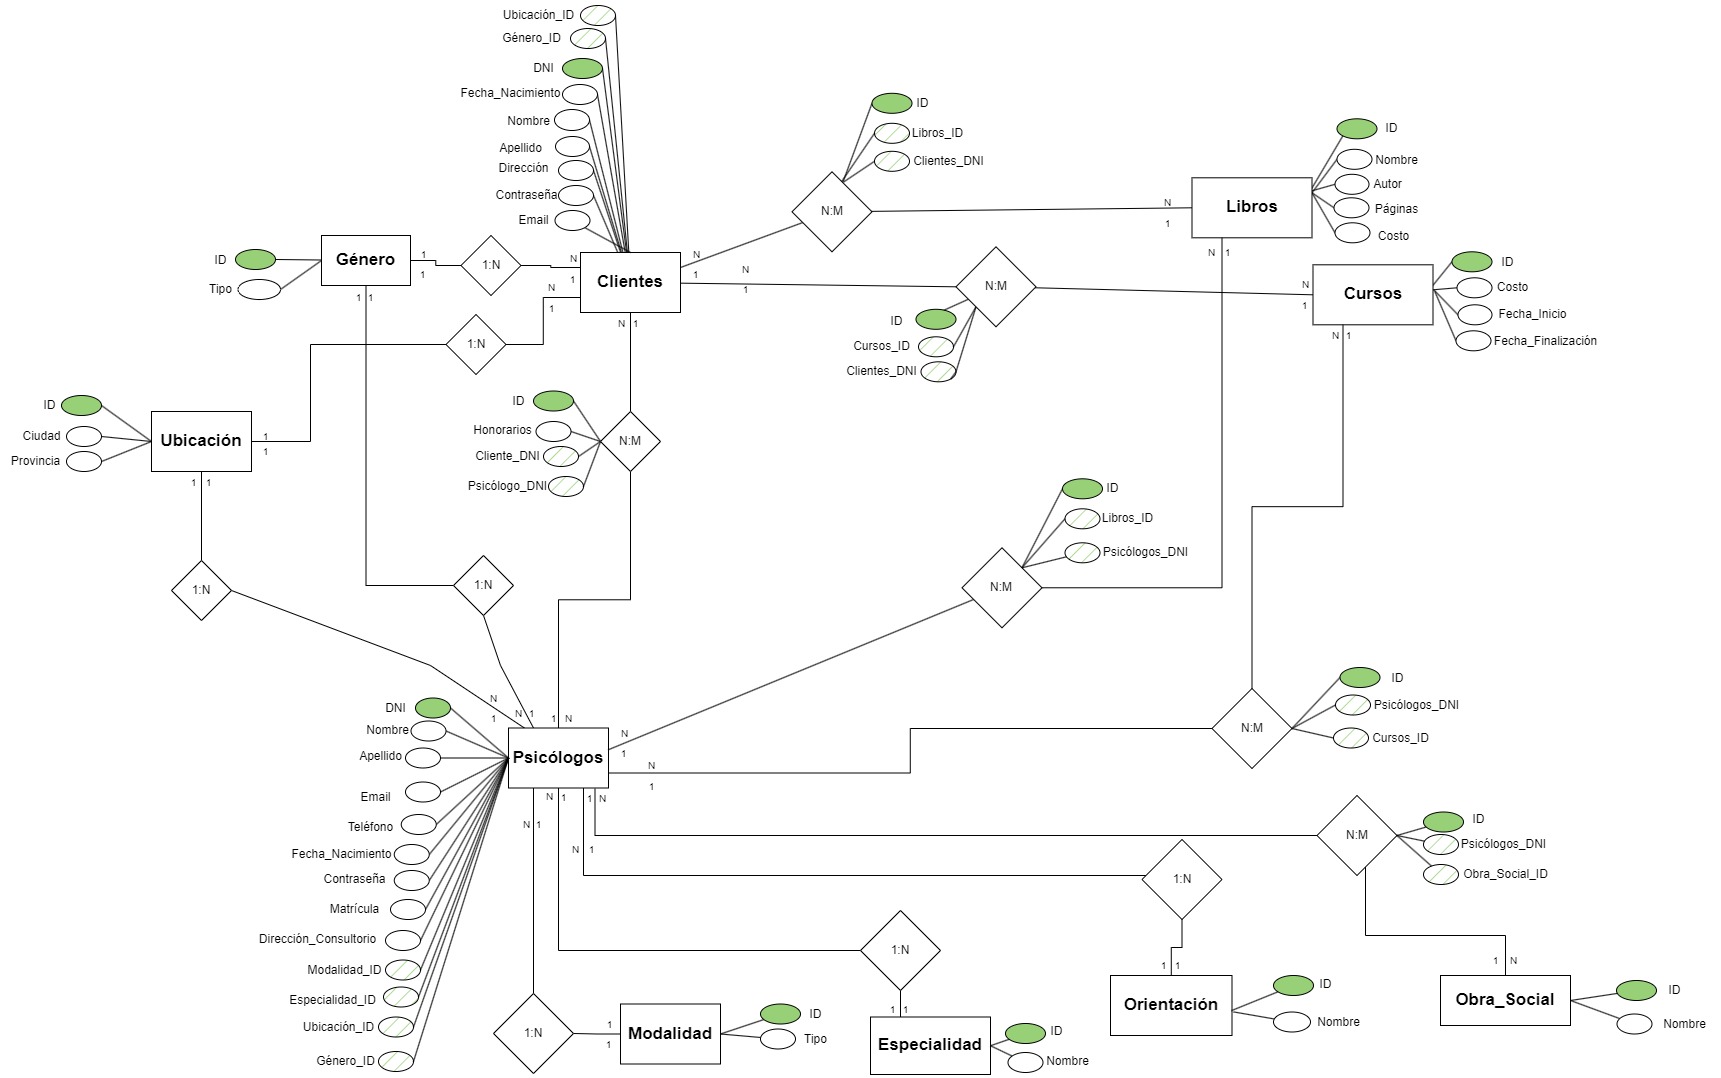 Ubicación_ID
Género_ID
DNI
Fecha_Nacimiento
Nombre
Apellido
Dirección
Contraseña
Email
ID
Libros_ID
Clientes_DNI
N:M
ID
Nombre
Autor
Páginas
Costo
Libros
N
1
N 1
ID
Tipo
Género
1
1
1 1
1:N
N
1
Clientes
N
1
N
1
N
1
N 1
N:M
ID
Cursos_ID
Clientes_DNI
N
1
Cursos
ID
Costo
Fecha_Inicio
Fecha_Finalización
N 1
1:N
ID
Ciudad
Provincia
Ubicación
1
1
1 1
ID
Honorarios
Cliente_DNI
Psicólogo_DNI
N:M
ID
Libros_ID
Psicólogos_DNI
N:M
1:N
1:N
N
1
N 1
1 N
N
1
N
1
DNI
Nombre
Apellido
Email
Teléfono
Fecha_Nacimiento
Contraseña
Matrícula
Dirección_Consultorio
Modalidad_ID
Especialidad_ID
Ubicación_ID
Género_ID
Psicólogos
ID
Psicólogos_DNI
Cursos_ID
N:M
N 1
1 N
N 1
N 1
N:M
ID
Psicólogos_DNI
Obra_Social_ID
1:N
1:N
1 1
Orientación
ID
Nombre
1 N
Obra_Social
ID
Nombre
1:N
1
1
Modalidad
ID
Tipo
1 1
Especialidad
ID
Nombre